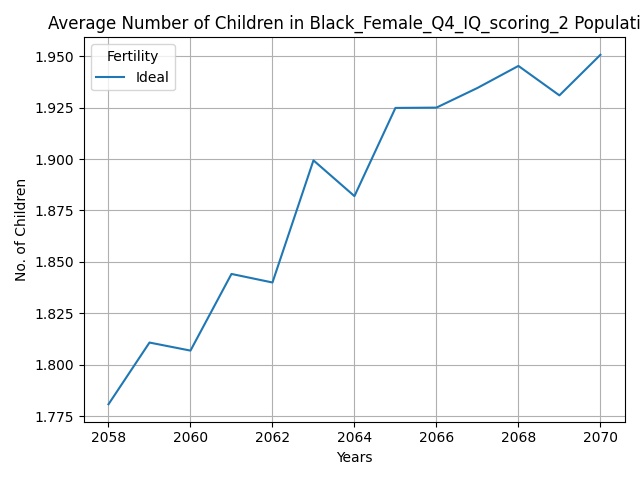 Average Number of Children in Black_Female_Q4_IQ_scoring_2 Populati
Fertility
Ideal
No. of Children
1.950
1.925
1.900
1.875
1.850
1.825
1.800
1.775
2058 2060 2062 2064 2066 2068 2070
Years